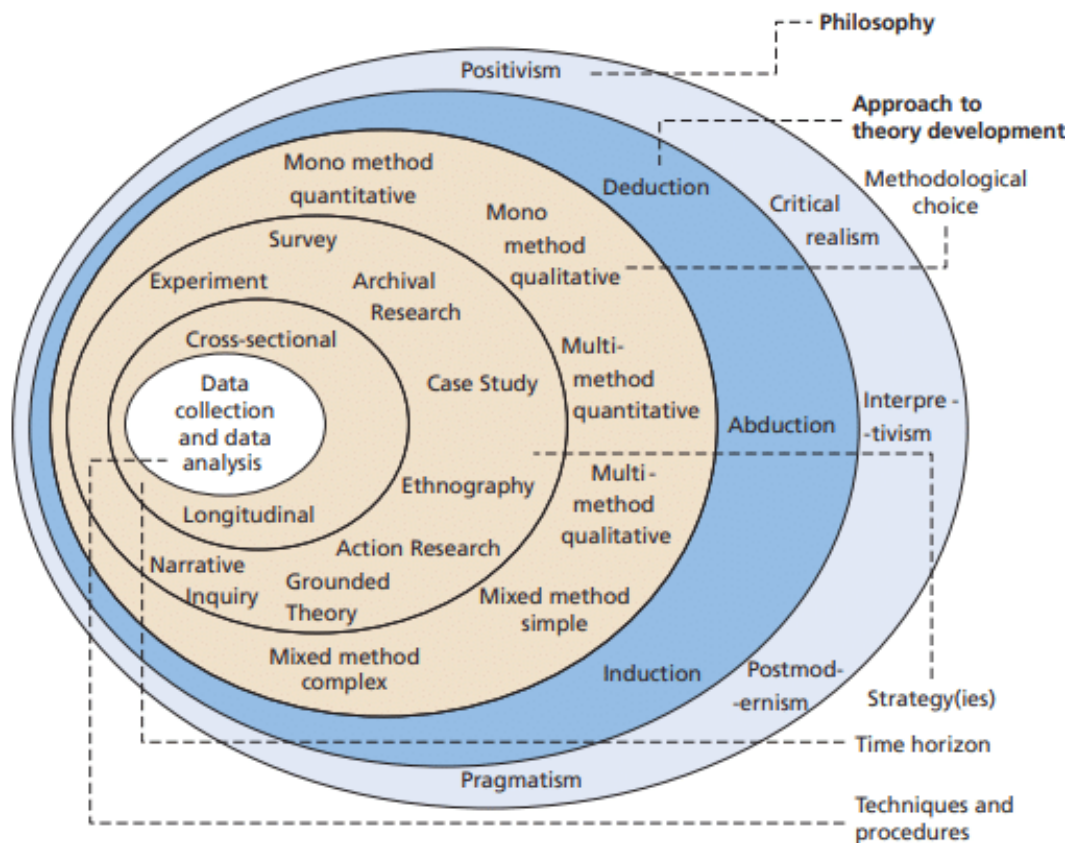 Philosophy
Positivism
Approach to
theory development
Mono method
quantitative
Deduction
Methodological
choice
Mono
method
qualitative
Critical
realism
Survey
Experiment
Archival
Research
Cross-sectional
Multi-
method
quantitative
Data
collection
and data
analysis
Case Study
Abduction
Interpre-
-tivism
Ethnography
Multi-
method
qualitative
Longitudinal
Action Research
Narrative
Inquiry
Grounded
Theory
Mixed method
simple
Mixed method
complex
Induction
Postmod-
-ernism
Strategy(ies)
Time horizon
Pragmatism
Techniques and
procedures